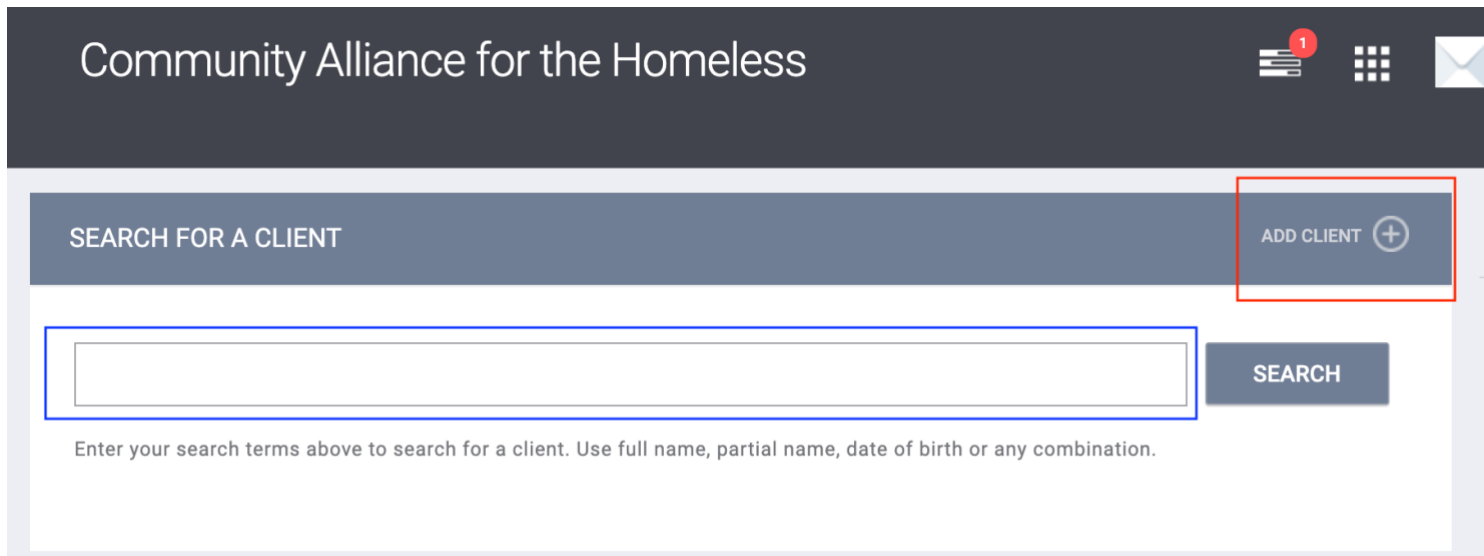 Community Alliance for the Homeless
1
SEARCH FOR A CLIENT
ADD CLIENT
SEARCH
Enter your search terms above to search for a client. Use full name, partial name, date of birth or any combination.